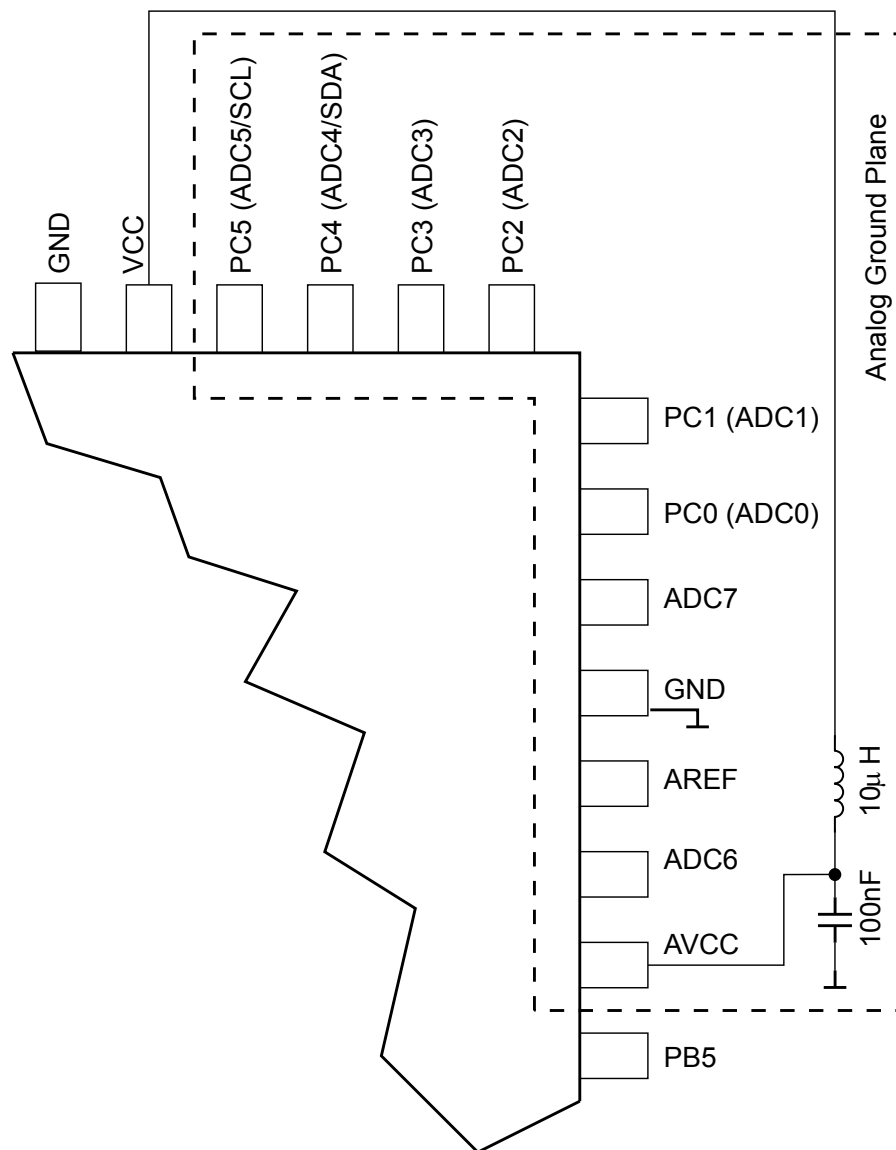 GND
VCC
PC5 (ADC5/SCL)
PC4 (ADC4/SDA)
PC3 (ADC3)
PC2 (ADC2)
Analog Ground Plane
PC1 (ADC1)
PC0 (ADC0)
ADC7
GND
AREF
10μ H
ADC6
100nF
AVCC
PB5